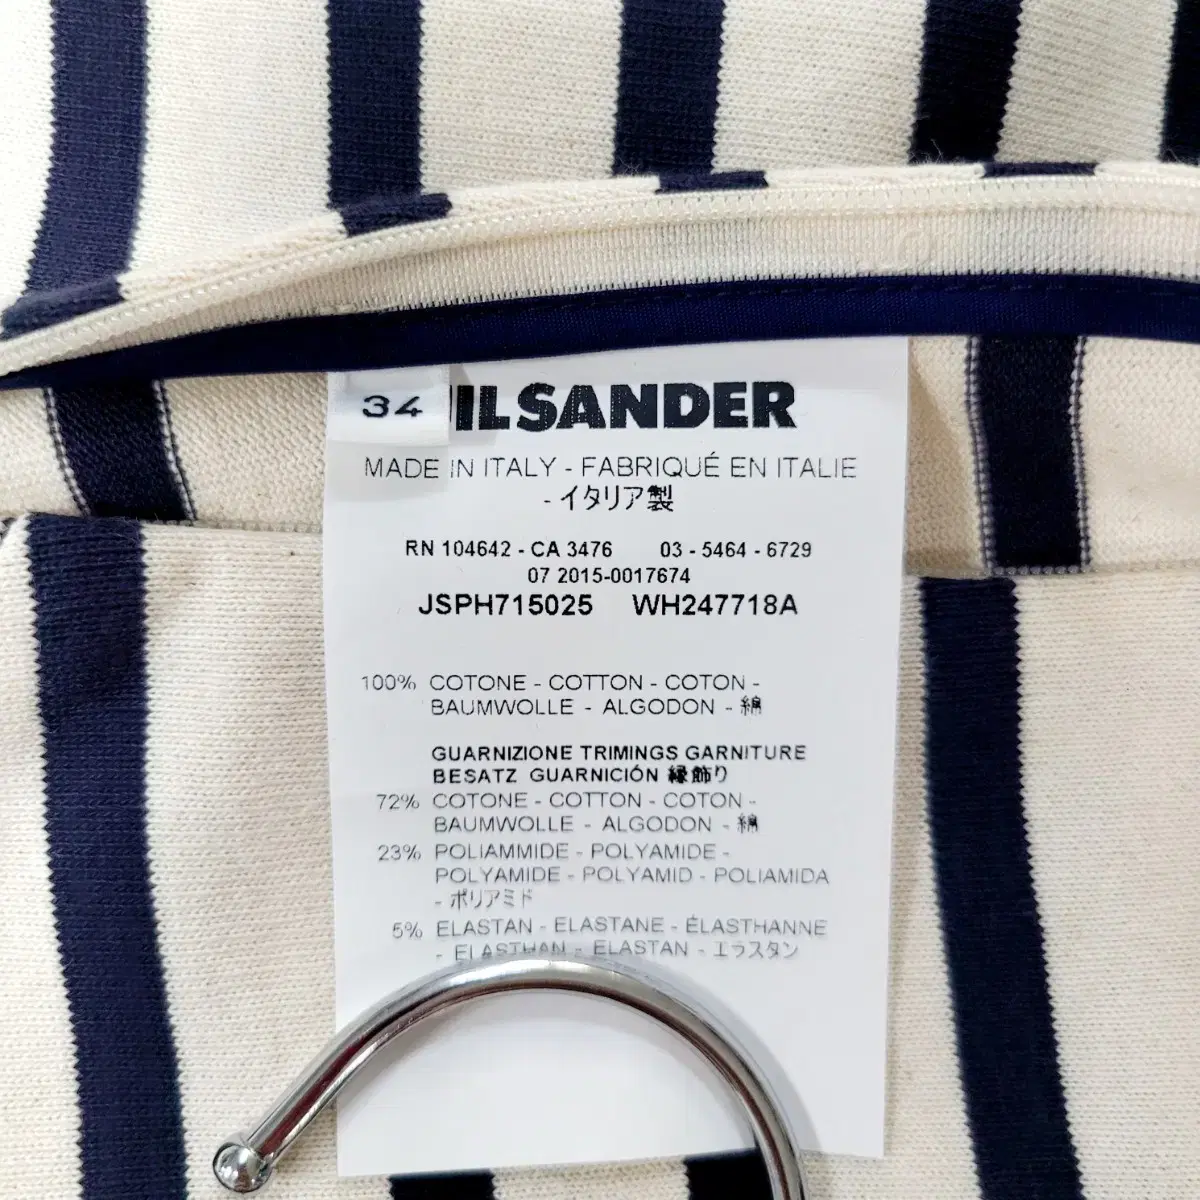 34
JIL SANDER
MADE IN ITALY - FABRIQUÉ EN ITALIE
- イタリア製
RN 104642 - CA 3476 03 - 5464 - 6729
07 2015-0017674
JSPH715025 WH247718A
100% COTONE - COTTON - COTON -
BAUMWOLLE - ALGODON - 綿
GUARNIZIONE TRIMINGS GARNITURE
BESATZ GUARNICIÓN 縁飾り
72% COTONE - COTTON - COTON -
BAUMWOLLE - ALGODON - 綿
23% POLIAMMIDE - POLYAMIDE -
POLYAMIDE - POLYAMID - POLIAMIDA
- ポリアミド
5% ELASTAN - ELASTANE - ÉLASTHANNE
- ELASTHAN - ELASTAN - エラスタン